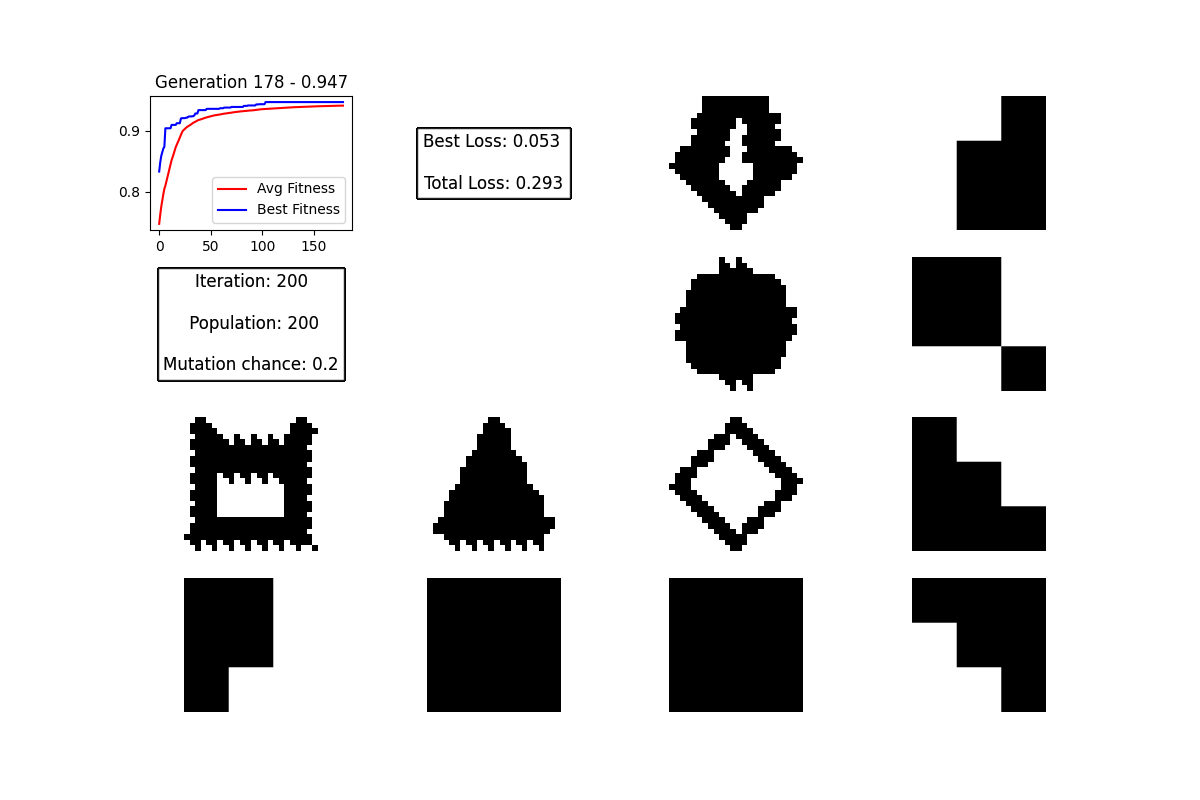 Generation 178 - 0.947
0.9
0.8
Avg Fitness
Best Fitness
0 50 100 150
Best Loss: 0.053
Total Loss: 0.293
Iteration: 200
Population: 200
Mutation chance: 0.2